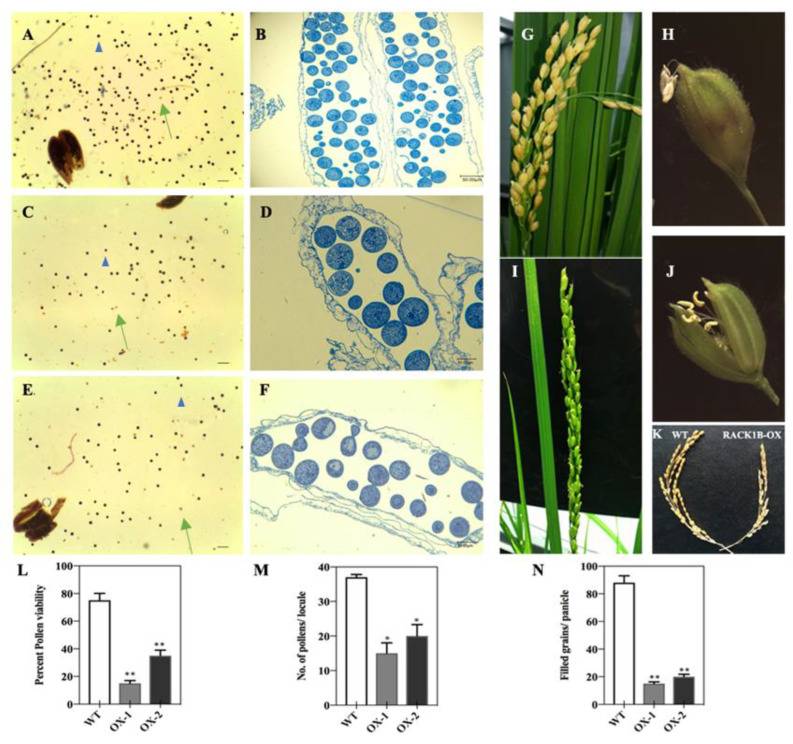 A
B
G
H
C
D
I
J
E
F
K WT RACK1B-OX
L
M
N
Percent Pollen viability
100
80
60
40
20
0
WT
OX-1
OX-2
**
**
No. of pollens/ locule
40
30
20
10
0
WT
OX-1
OX-2
*
*
Filled grains/ panicle
100
80
60
40
20
0
WT
OX-1
OX-2
**
**